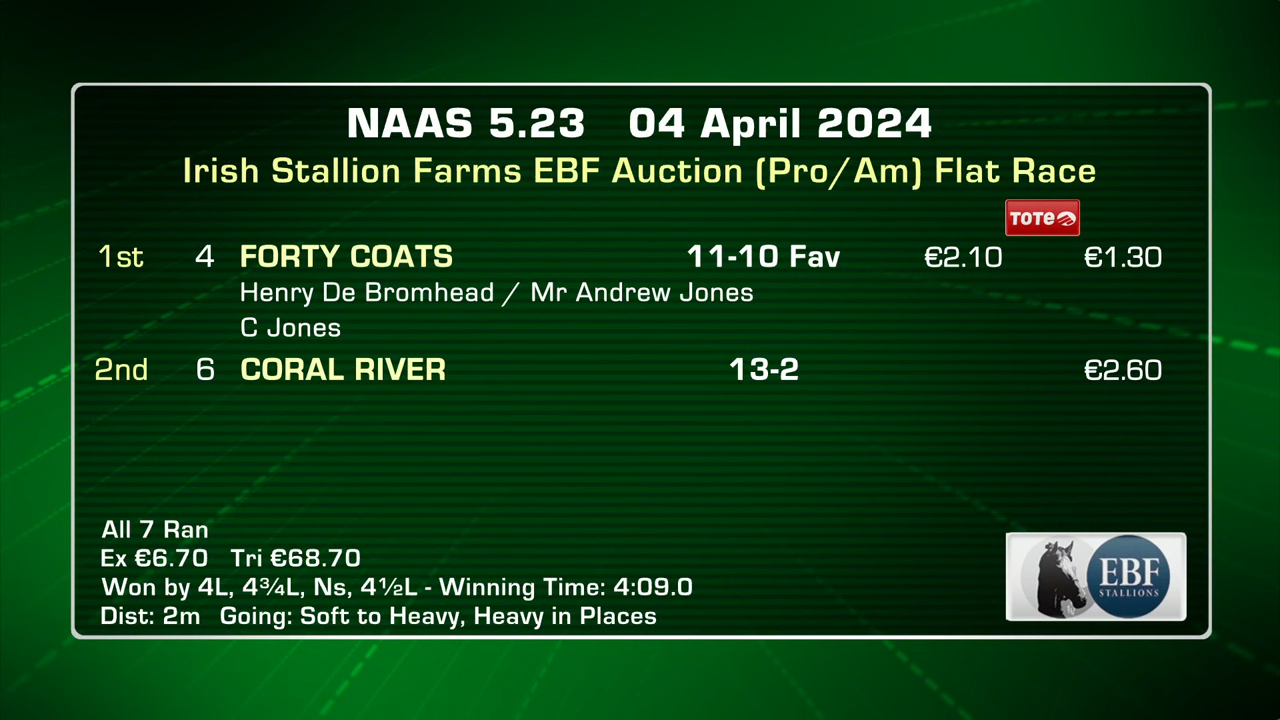 NAAS 5.23 04 April 2024
Irish Stallion Farms EBF Auction (Pro/Am) Flat Race
TOTE
1st 4 FORTY COATS 11-10 Fav €2.10 €1.30
Henry De Bromhead / Mr Andrew Jones
C Jones
2nd 6 CORAL RIVER 13-2 €2.60
All 7 Ran
Ex €6.70 Tri €68.70
Won by 4L, 4¾L, Ns, 4½L - Winning Time: 4:09.0
Dist: 2m Going: Soft to Heavy, Heavy in Places
EBF
STALLIONS